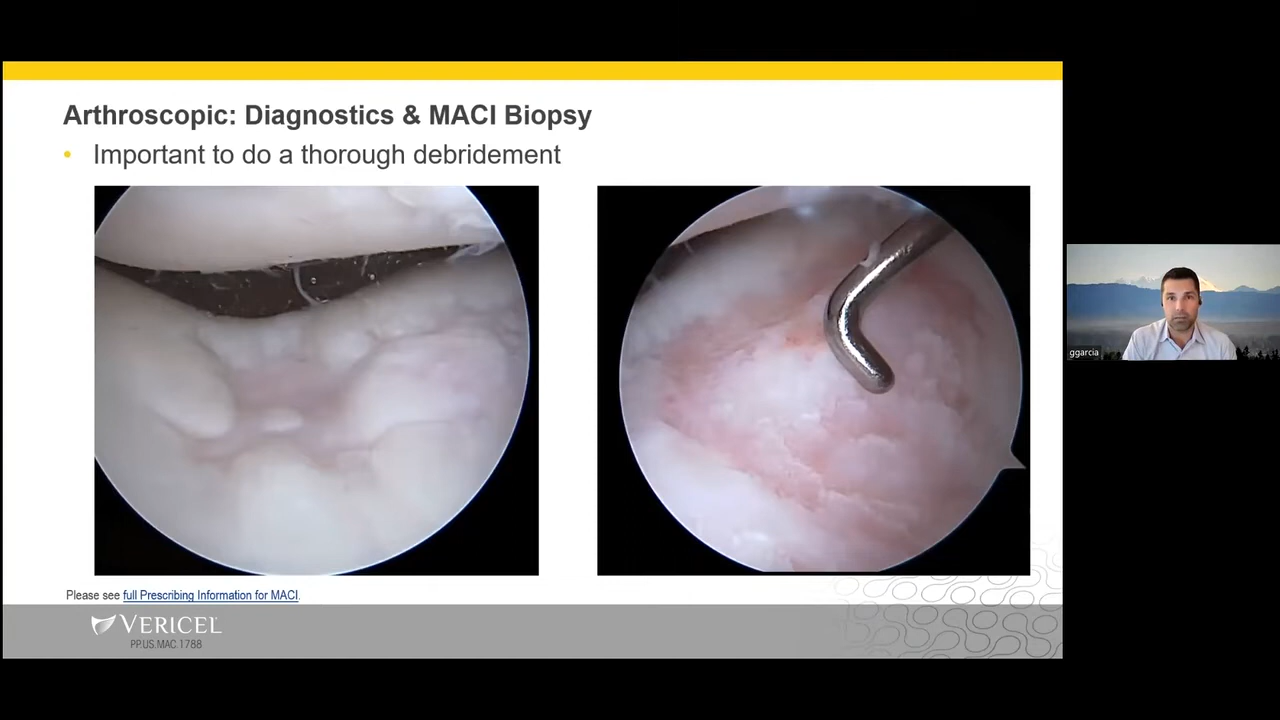 Arthroscopic: Diagnostics & MACI Biopsy
• Important to do a thorough debridement
ggarcia
Please see full Prescribing Information for MACI.
VERICEL
PP.US.MAC.1788